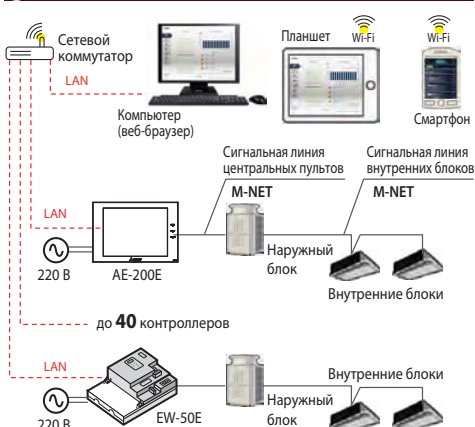 Сетевой
коммутатор
LAN
Компьютер
(веб-браузер)
Планшет
Wi-Fi
Wi-Fi
Смартфон
Сигнальная линия
центральных пультов
M-NET
Сигнальная линия
внутренних блоков
M-NET
LAN
220 В
AE-200E
Наружный
блок
Внутренние блоки
до 40 контроллеров
LAN
220 В
EW-50E
Наружный
блок
Внутренние блоки